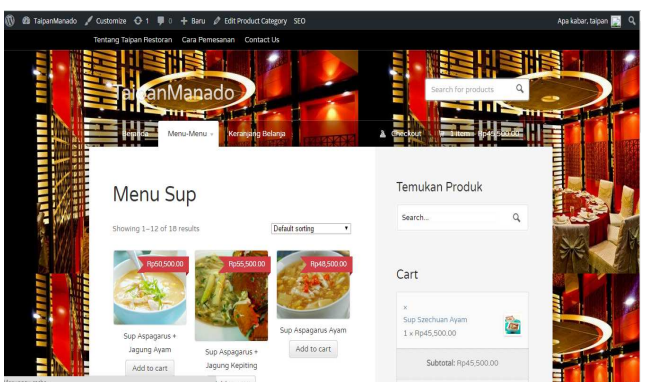 TaipanManado Customize 1 0 + Baru Edit Product Category SEO Apa kabar, taipan
Tentang Taipan Restoran Cara Pemesanan Contact Us
TaipanManado
Search for products
Beranda Menu-Menu Keranjang Belanja Checkout 1 item - Rp45,500.00
Menu Sup
Temukan Produk
Showing 1–12 of 18 results
Default sorting
Search...
Rp50,500.00 Rp55,500.00 Rp48,500.00
Cart
×
Sup Szechuan Ayam
1 x Rp45,500.00
Sup Aspagarus +
Jagung Ayam
Add to cart
Sup Aspagarus +
Jagung Kepiting
Sup Aspagarus Ayam
Add to cart
Subtotal: Rp45,500.00